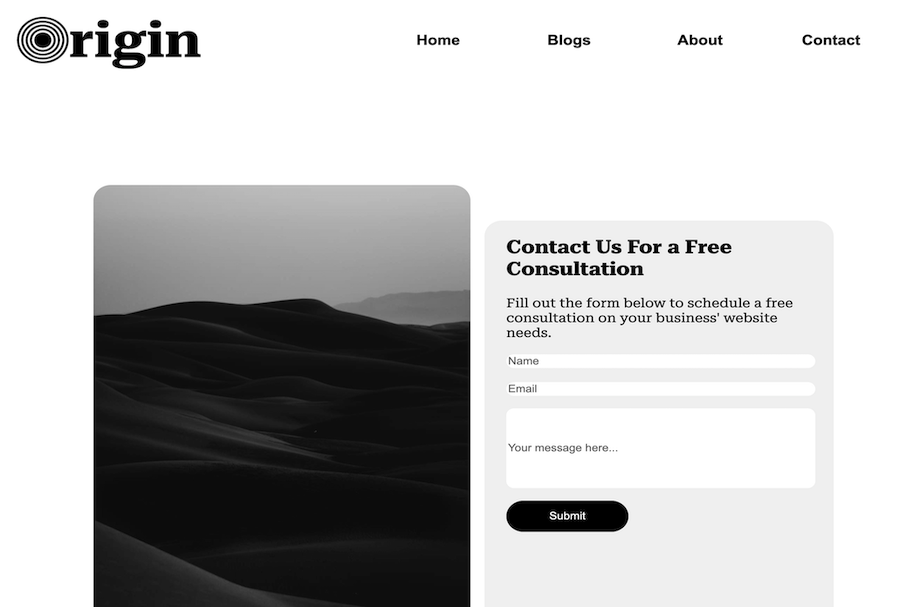 Origin
Home Blogs About Contact
Contact Us For a Free
Consultation
Fill out the form below to schedule a free
consultation on your business' website
needs.
Name
Email
Your message here...
Submit